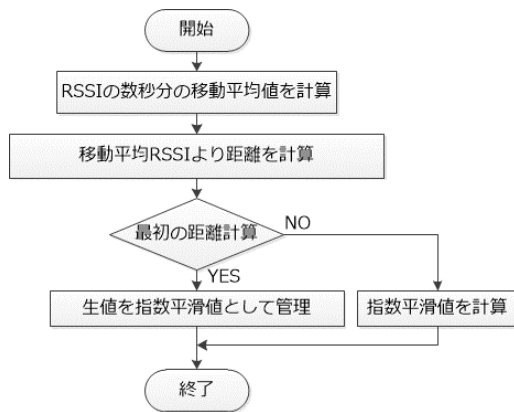 開始
RSSIの数秒分の移動平均値を計算
移動平均RSSIより距離を計算
最初の距離計算
NO
YES
生値を指数平滑値として管理
指数平滑値を計算
終了